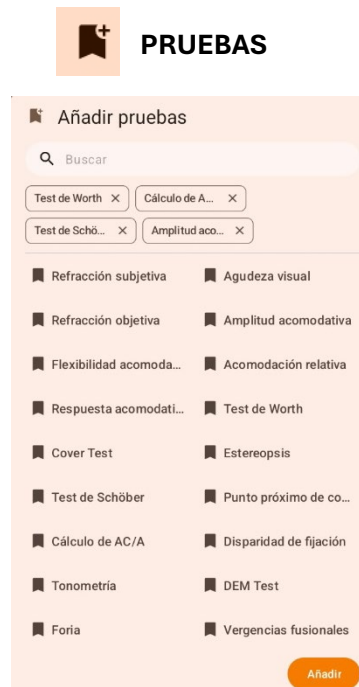 PRUEBAS
Añadir pruebas
Buscar
Test de Worth × Cálculo de A... ×
Test de Schö... × Amplitud aco... ×
Refracción subjetiva Agudeza visual
Refracción objetiva Amplitud acomodativa
Flexibilidad acomoda... Acomodación relativa
Respuesta acomodati... Test de Worth
Cover Test Estereopsis
Test de Schöber Punto próximo de co...
Cálculo de AC/A Disparidad de fijación
Tonometría DEM Test
Foria Vergencias fusionales
Añadir